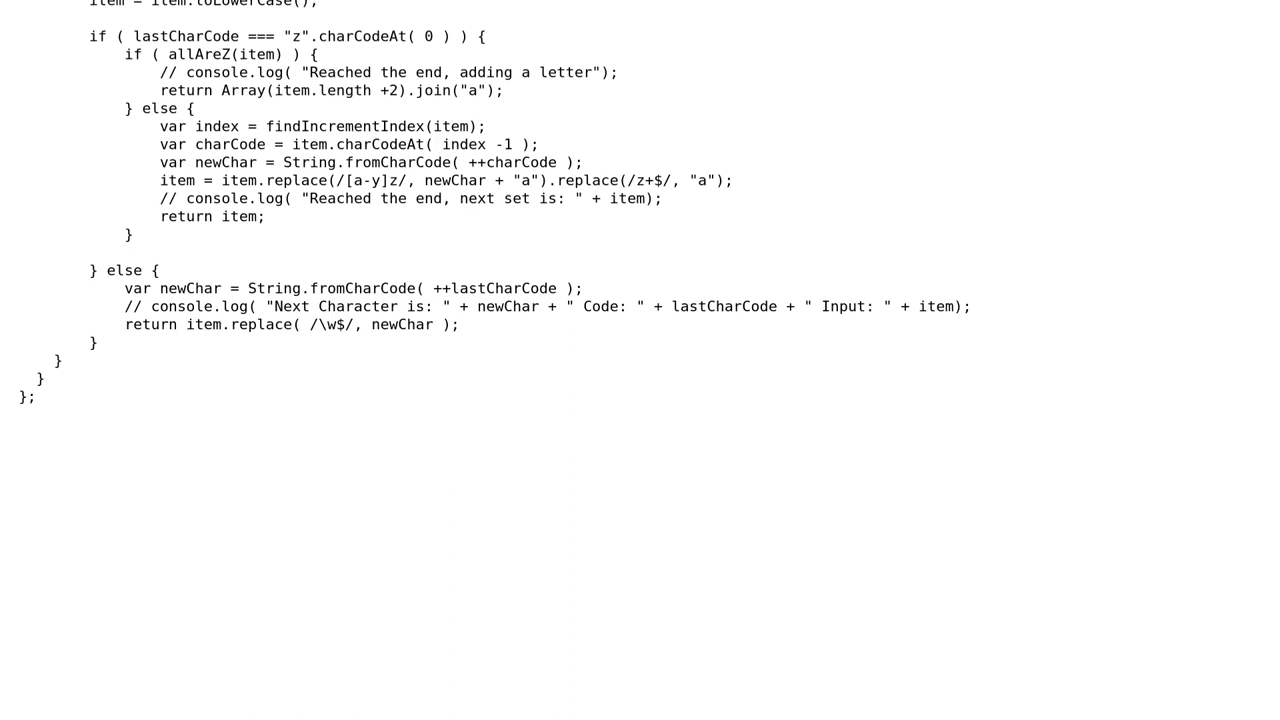 item = item.toLowerCase();
if ( lastCharCode === "z".charCodeAt( 0 ) ) {
if ( allAreZ(item) ) {
// console.log( "Reached the end, adding a letter");
return Array(item.length +2).join("a");
} else {
var index = findIncrementIndex(item);
var charCode = item.charCodeAt( index -1 );
var newChar = String.fromCharCode( ++charCode );
item = item.replace(/[a-y]z/, newChar + "a").replace(/z+$/, "a");
// console.log( "Reached the end, next set is: " + item);
return item;
}
} else {
var newChar = String.fromCharCode( ++lastCharCode );
// console.log( "Next Character is: " + newChar + " Code: " + lastCharCode + " Input: " + item);
return item.replace( /\w$/, newChar );
}
}
}
};